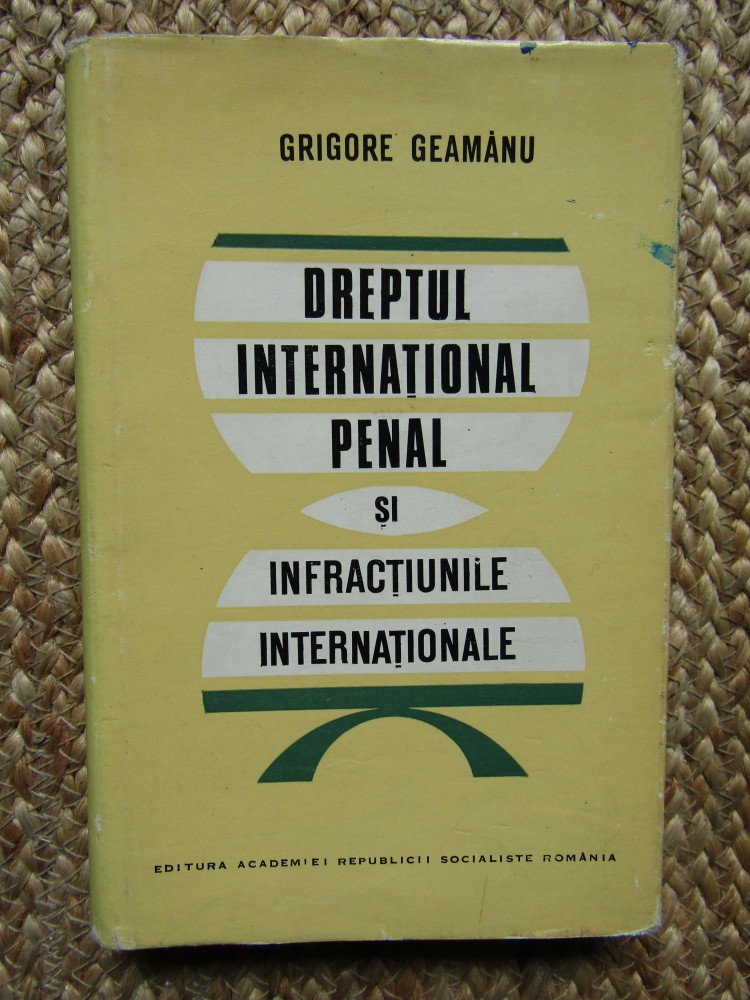 GRIGORE GEAMĂNU
DREPTUL
INTERNAȚIONAL
PENAL
ȘI
INFRACȚIUNILE
INTERNAȚIONALE
EDITURA ACADEMIEI REPUBLICII SOCIALISTE ROMÂNIA